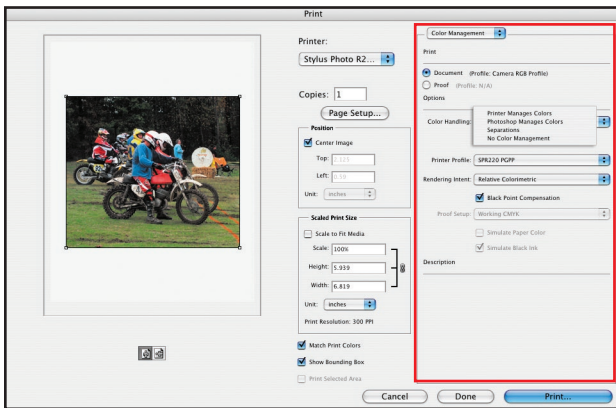 Print
Printer:
Stylus Photo R2...
Copies: 1
Page Setup...
Position
Center Image
Top: 2.525
Left: 0.59
Unit: inches
Scaled Print Size
Scale to Fit Media
Scale: 100%
Height: 5.939
Width: 6.819
Unit: inches
Print Resolution: 300 PPI
Match Print Colors
Show Bounding Box
Print Selected Area
Color Management
Print
Document (Profile: Camera RGB Profile)
Proof (Profile: N/A)
Options
Color Handling:
Printer Manages Colors
Photoshop Manages Colors
Separations
No Color Management
Printer Profile: SPR220 PGPP
Rendering Intent: Relative Colorimetric
Black Point Compensation
Proof Setup: Working CMYK
Simulate Paper Color
Simulate Black Ink
Description
Cancel
Done
Print...